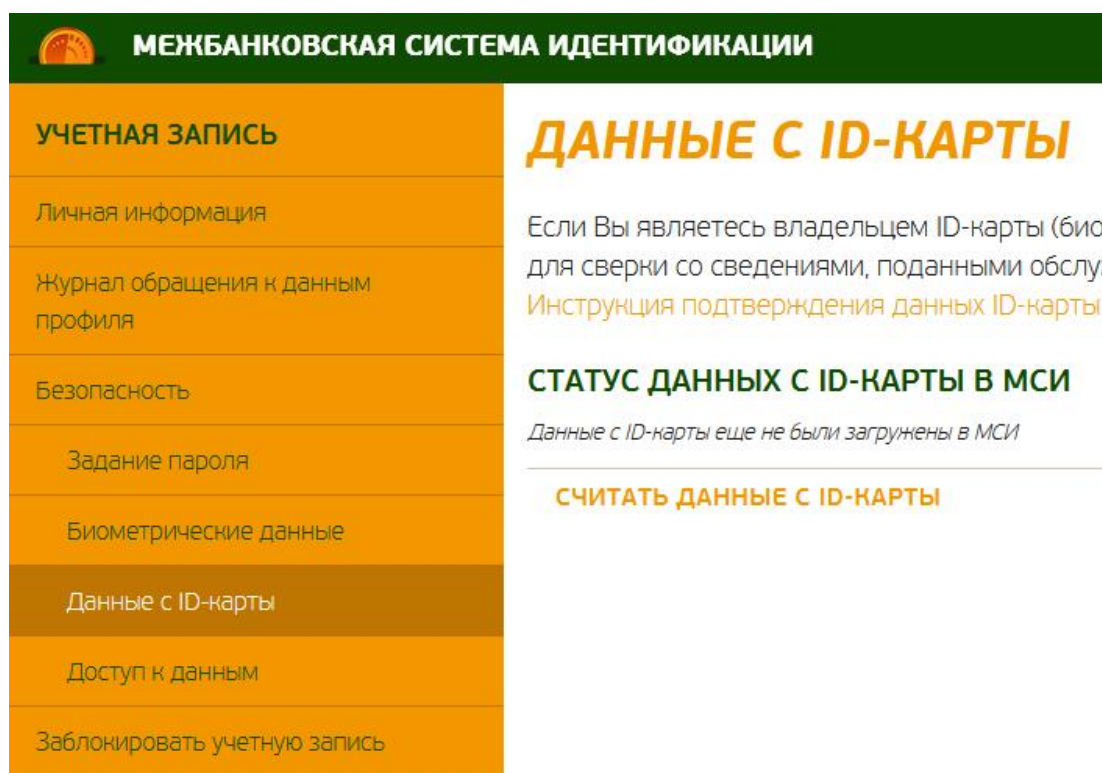 МЕЖБАНКОВСКАЯ СИСТЕМА ИДЕНТИФИКАЦИИ
УЧЕТНАЯ ЗАПИСЬ
Личная информация
Журнал обращения к данным
профиля
Безопасность
Задание пароля
Биометрические данные
Данные с ID-карты
Доступ к данным
Заблокировать учетную запись
ДАННЫЕ С ID-КАРТЫ
Если Вы являетесь владельцем ID-карты (био
для сверки со сведениями, поданными обслу
Инструкция подтверждения данных ID-карты
СТАТУС ДАННЫХ С ID-КАРТЫ В МСИ
Данные с ID-карты еще не были загружены в МСИ
СЧИТАТЬ ДАННЫЕ С ID-КАРТЫ